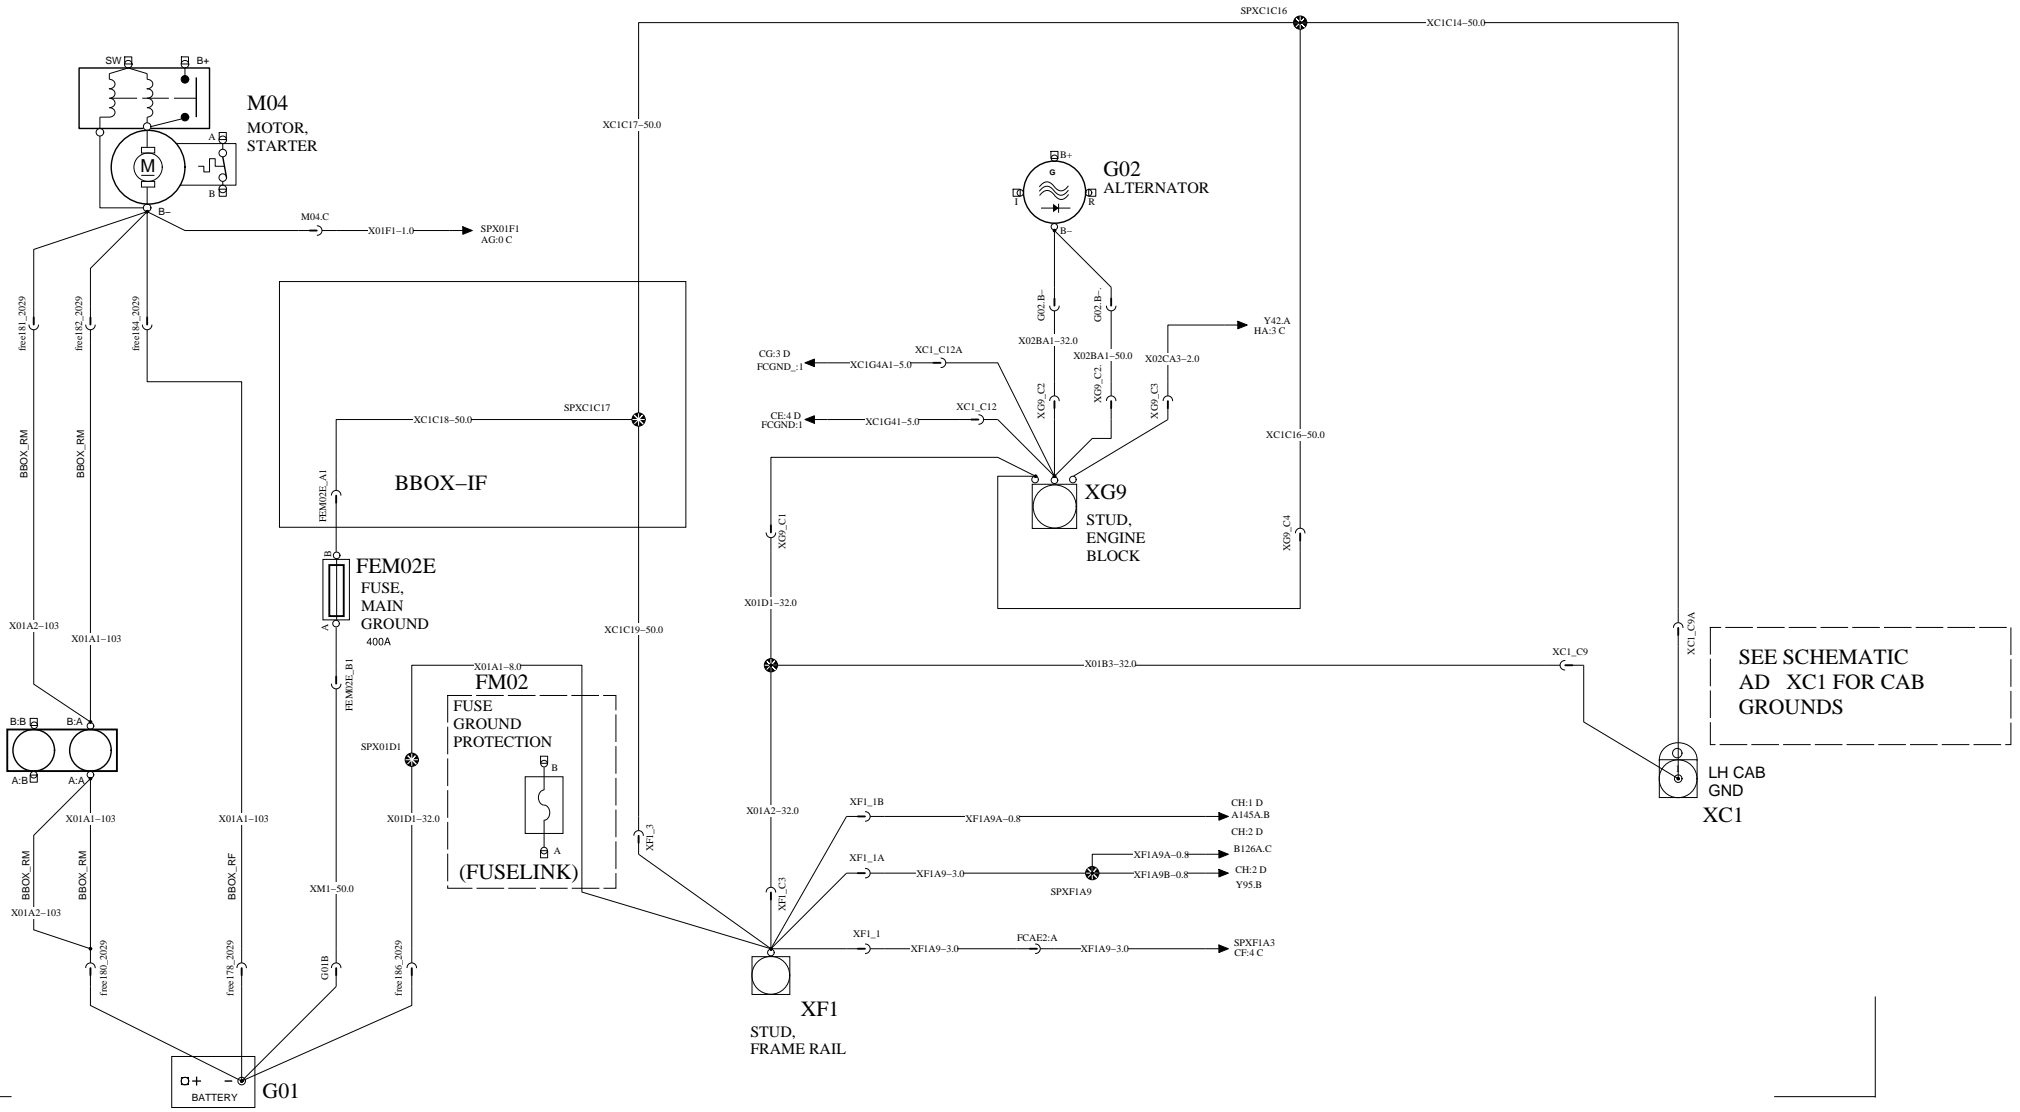 SPXC1C16
XC1C14–50.0
SW
B+
M04
MOTOR,
STARTER
A
M
B
B–
M04.C
X01F1–1.0
SPX01F1
AG:0 C
XC1C17–50.0
B+
G
G02
ALTERNATOR
I
R
B–
free181_2029
free182_2029
free184_2029
G02.B–
G02.B–.
X02BA1–32.0
X02BA1–50.0
X02CA3–2.0
Y42.A
HA:3 C
CG:3 D
FCGND_:1
XC1G4A1–5.0
XC1_C12A
CE:4 D
FCGND:1
XC1G41–5.0
XC1_C12
XG9_C2
XG9_C2.
XG9_C3
XC1C18–50.0
SPXC1C17
XC1C16–50.0
BBOX_RM
BBOX_RM
BBOX–IF
FEM02E_A1
XG9
STUD,
ENGINE
BLOCK
XG9_C1
XG9_C4
B
FEM02E
FUSE,
MAIN
GROUND
400A
A
X01A2–103
X01A1–103
XC1C19–50.0
X01D1–32.0
XC1_C9A
X01A1–8.0
FM02
FUSE
GROUND
PROTECTION
B
A
(FUSELINK)
FEM02E_B1
X01B3–32.0
XC1_C9
SEE SCHEMATIC
AD XC1 FOR CAB
GROUNDS
B:B
B:A
A:B
A:A
SPX01D1
1
LH CAB
GND
XC1
X01A1–103
X01A1–103
X01D1–32.0
X01A2–32.0
XF1_3
XF1_1B
XF1A9A–0.8
CH:1 D
A145A.B
CH:2 D
XF1A9A–0.8
B126A.C
XF1_1A
XF1A9–3.0
SPXF1A9
XF1A9B–0.8
CH:2 D
Y95.B
BBOX_RM
BBOX_RM
BBOX_RF
XM1–50.0
X01A2–103
XF1_C3
XF1_1
XF1A9–3.0
FCAE2:A
XF1A9–3.0
SPXF1A3
CF:4 C
free180_2029
free178_2029
G01B
free186_2029
XF1
STUD,
FRAME RAIL
+ –
BATTERY
G01